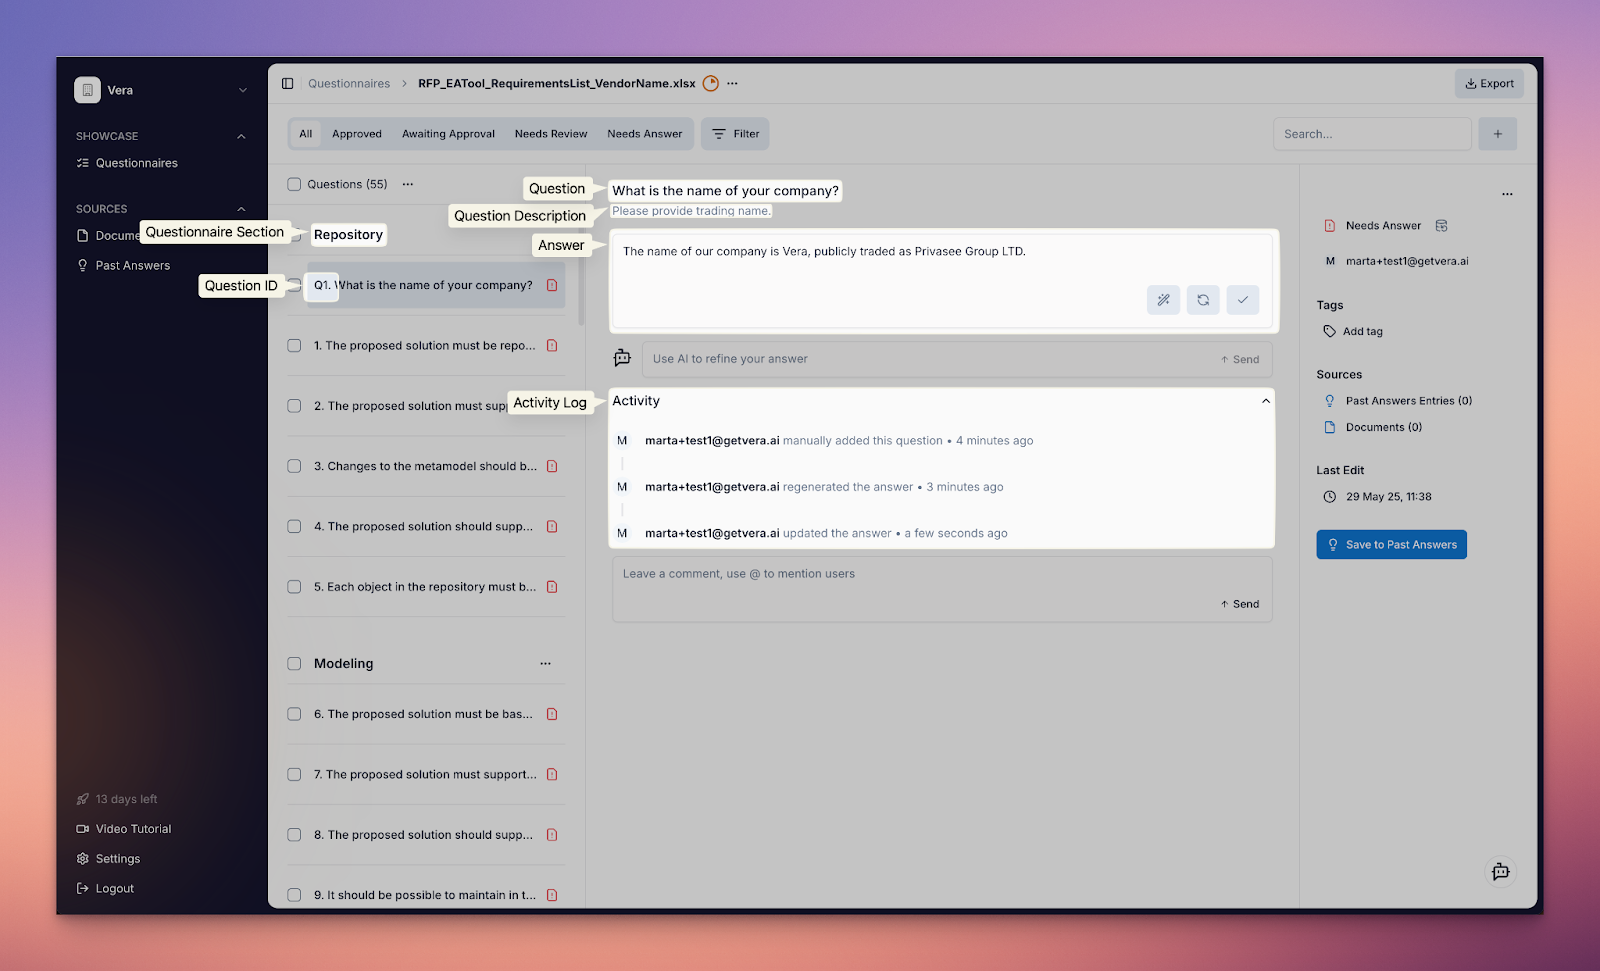 Vera
SHOWCASE
Questionnaires
SOURCES
Docume
Past Answers
13 days left
Video Tutorial
Settings
Logout
Questionnaires > RFP_EATool_RequirementsList_VendorName.xlsx ...
Export
All Approved Awaiting Approval Needs Review Needs Answer Filter
Search... +
Questions (55) ...
Questionnaire Section
Repository
Question ID
Q1. What is the name of your company?
1. The proposed solution must be repo...
2. The proposed solution must supp
3. Changes to the metamodel should b...
4. The proposed solution should supp...
5. Each object in the repository must b...
Modeling ...
6. The proposed solution must be bas...
7. The proposed solution must support...
8. The proposed solution should supp...
9. It should be possible to maintain in t...
Question
What is the name of your company?
Question Description
Please provide trading name.
Answer
The name of our company is Vera, publicly traded as Privasee Group LTD.
Use AI to refine your answer
↑ Send
Activity Log
Activity
M marta+test1@getvera.ai manually added this question • 4 minutes ago
M marta+test1@getvera.ai regenerated the answer • 3 minutes ago
M marta+test1@getvera.ai updated the answer • a few seconds ago
Leave a comment, use @ to mention users
↑ Send
...
Needs Answer
M marta+test1@getvera.ai
Tags
Add tag
Sources
Past Answers Entries (0)
Documents (0)
Last Edit
29 May 25, 11:38
Save to Past Answers